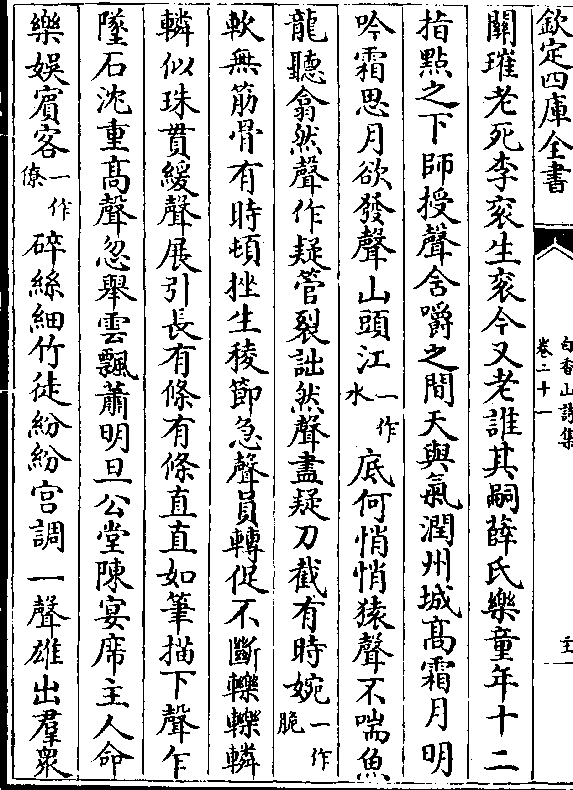 欽定四庫全書
白香山詩集
卷二十一
關璀老死李衮生衮今又老誰其嗣薛氏樂童年十二
指點之下師授聲含嚼之間天與氣潤州城髙霜月明
吟霜思月欲發聲山頭江一作水底何悄悄猿聲不喘魚
龍聽翕然聲作疑管裂詘然聲盡疑刀截有時婉一作脆
軟無筋骨有時頓挫生稜節急聲員轉促不斷轢轢轔
轔似珠貫緩聲展引長有條有條直直如筆描下聲乍
墜石沈重髙聲忽舉雲飄蕭明旦公堂陳宴席主人命
樂娯賓客一作僚碎絲細竹徒紛紛宫調一聲雄出羣衆